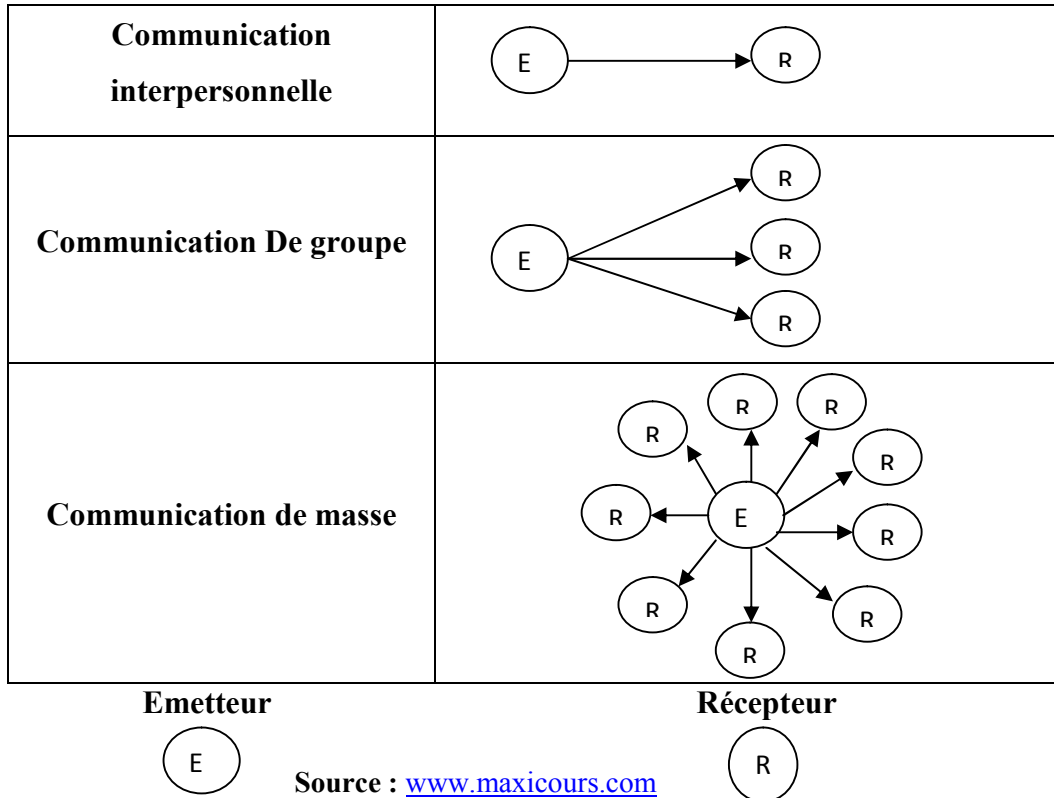 Communication
interpersonnelle
E R
Communication De groupe
R
E R
R
Communication de masse
R R
R
R
R E
R
R
R
R
Emetteur Récepteur
E R
Source : www.maxicours.com